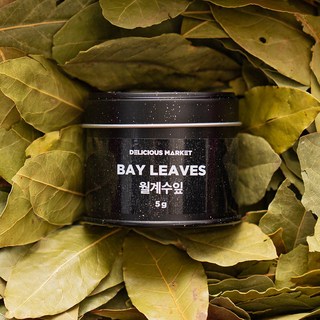 DELICIOUS MARKET
BAY LEAVES
월계수잎
5g